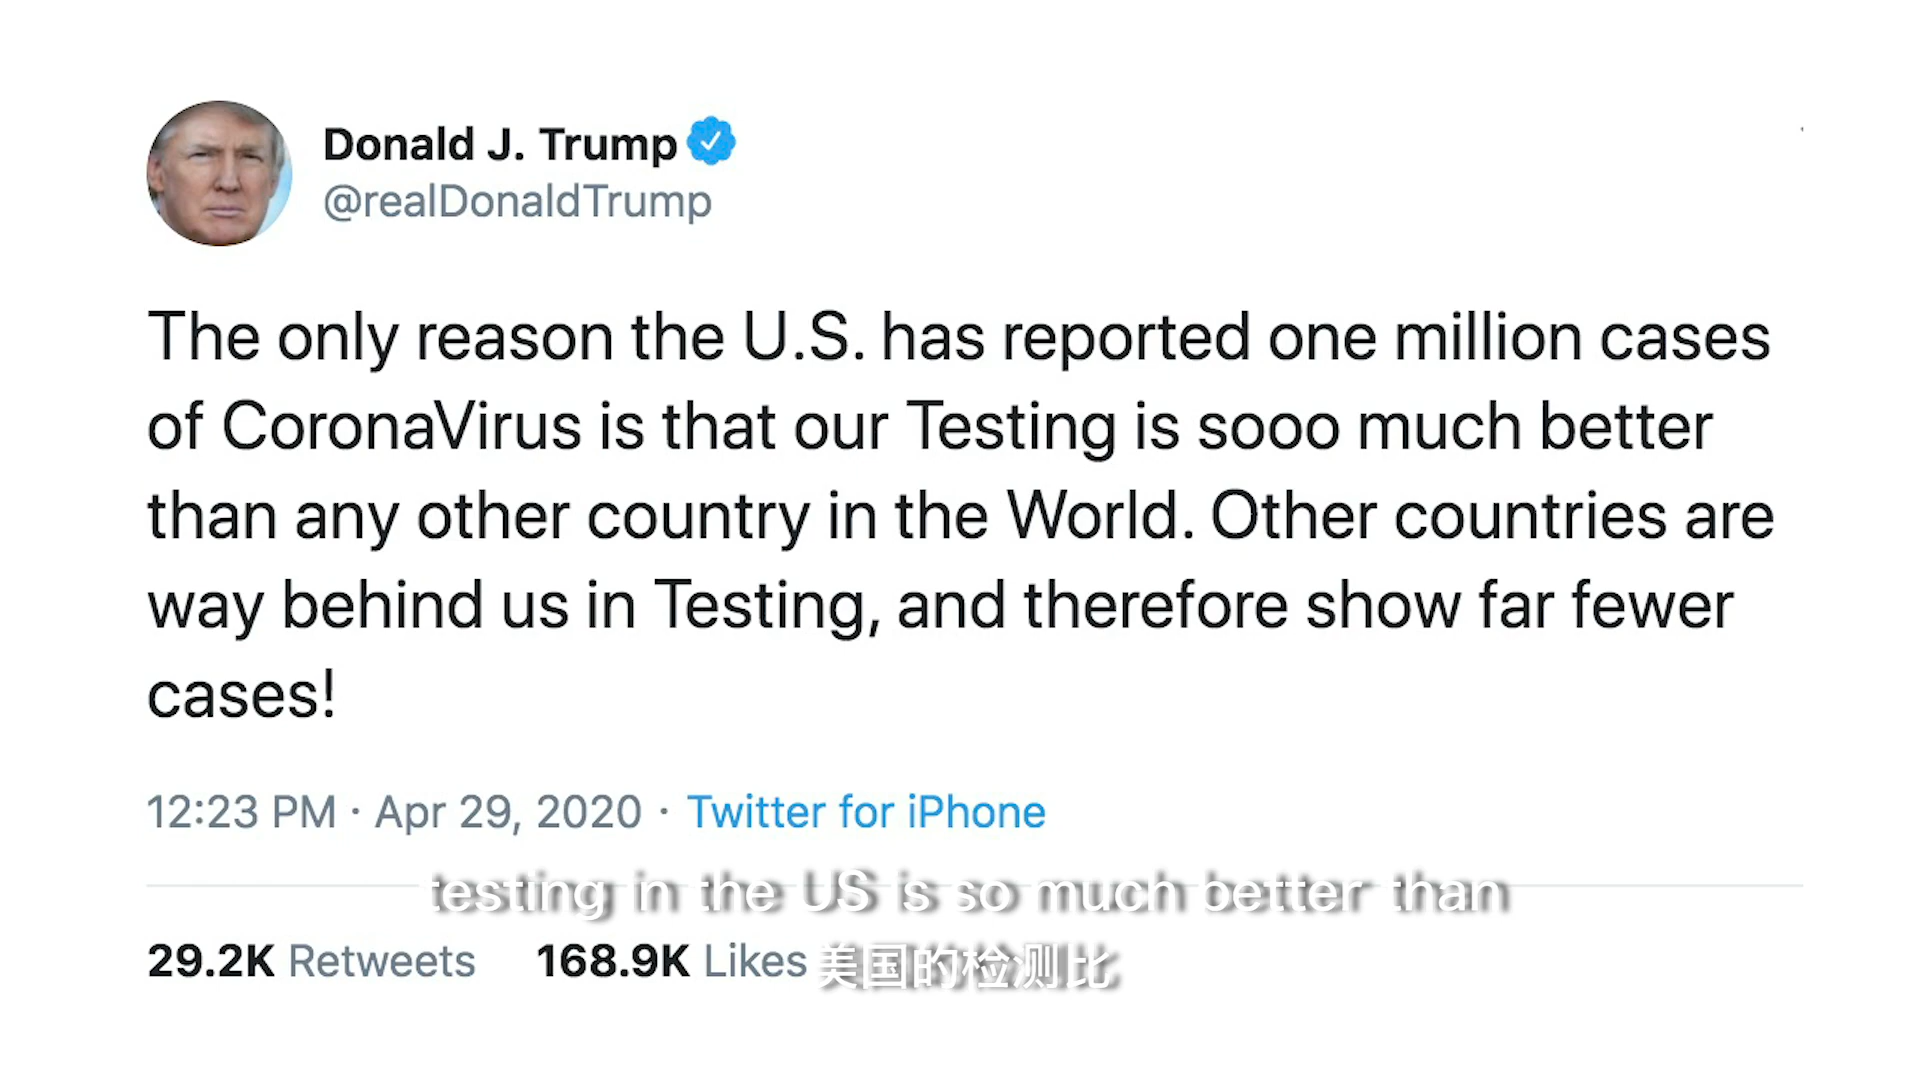 Donald J. Trump
@realDonaldTrump
The only reason the U.S. has reported one million cases
of CoronaVirus is that our Testing is sooo much better
than any other country in the World. Other countries are
way behind us in Testing, and therefore show far fewer
cases!
12:23 PM · Apr 29, 2020 · Twitter for iPhone
testing in the US is so much better than
29.2K Retweets 168.9K Likes
美国的检测比